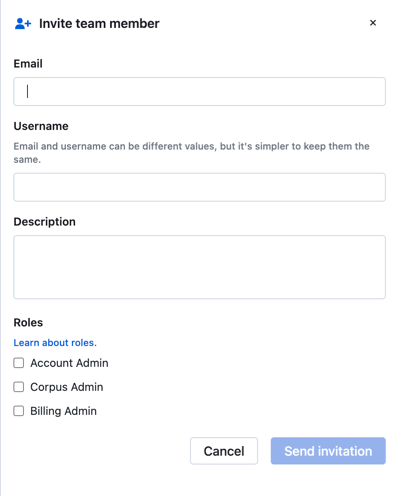 Invite team member
Email
Username
Email and username can be different values, but it's simpler to keep them the
same.
Description
Roles
Learn about roles.
Account Admin
Corpus Admin
Billing Admin
Cancel
Send invitation